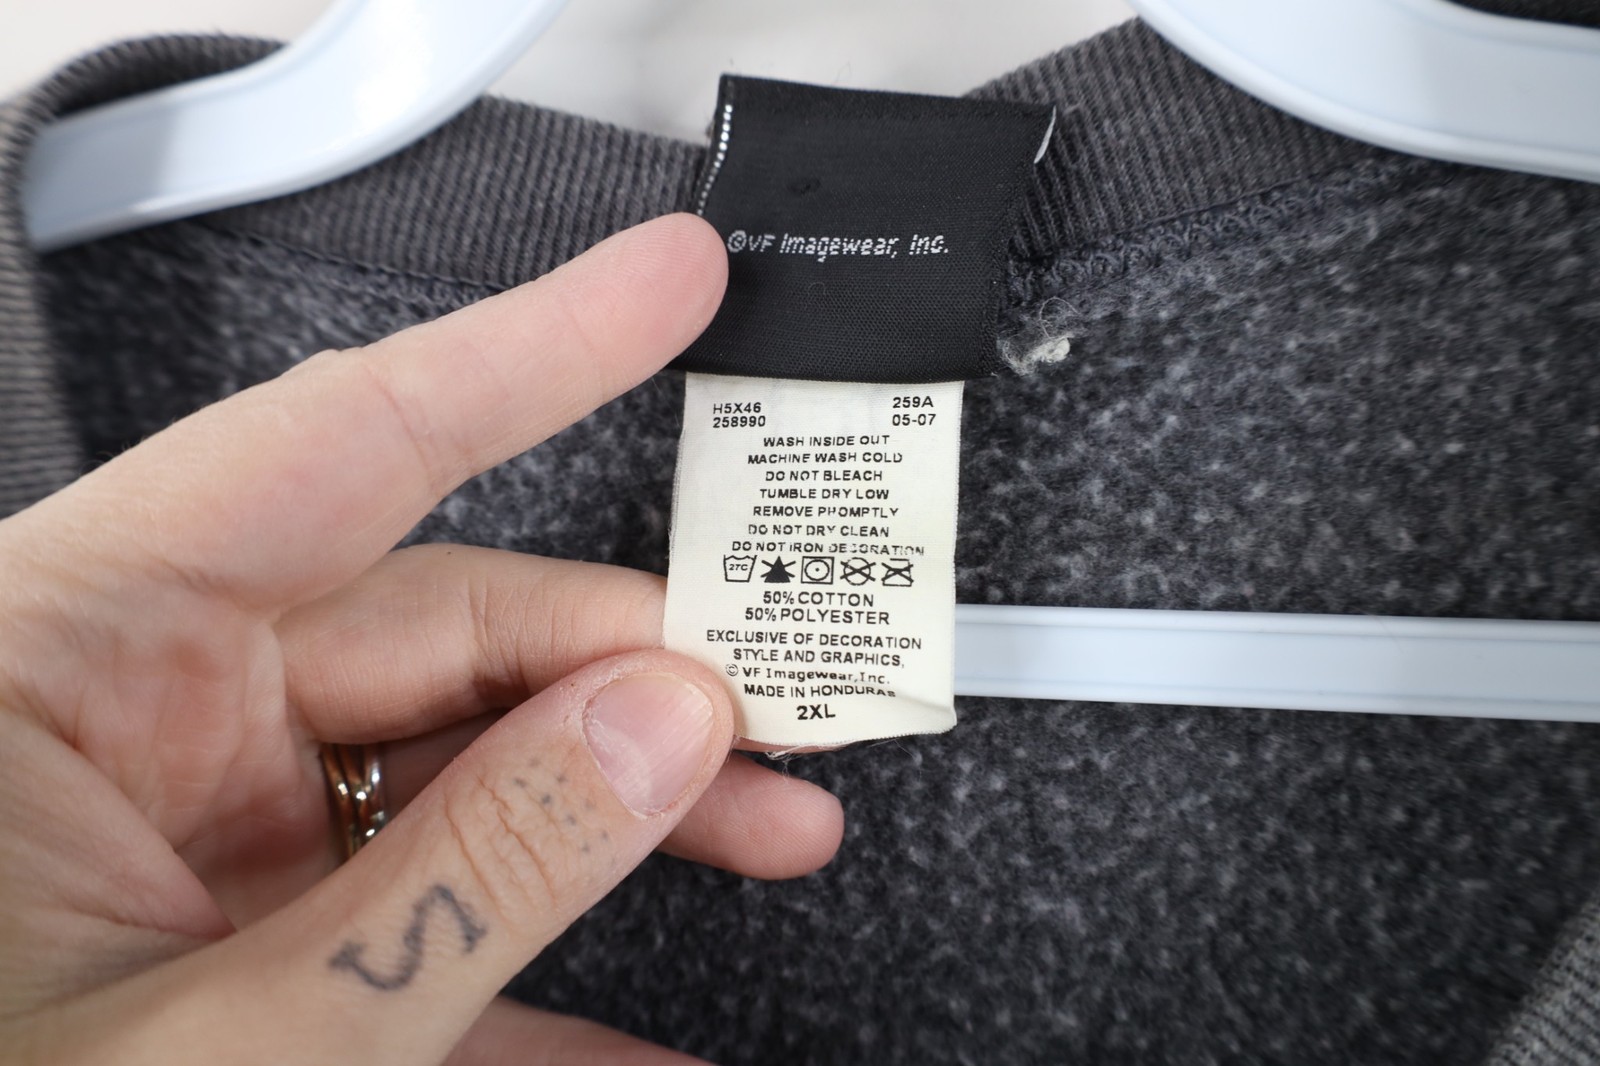 ©VF Imagewear, Inc.
H5X46 259A
258990 05-07
WASH INSIDE OUT
MACHINE WASH COLD
DO NOT BLEACH
TUMBLE DRY LOW
REMOVE PROMPTLY
DO NOT DRY CLEAN
DO NOT IRON DECORATION
27C
50% COTTON
50% POLYESTER
EXCLUSIVE OF DECORATION
STYLE AND GRAPHICS,
© VF Imagewear,Inc.
MADE IN HONDURAS
2XL